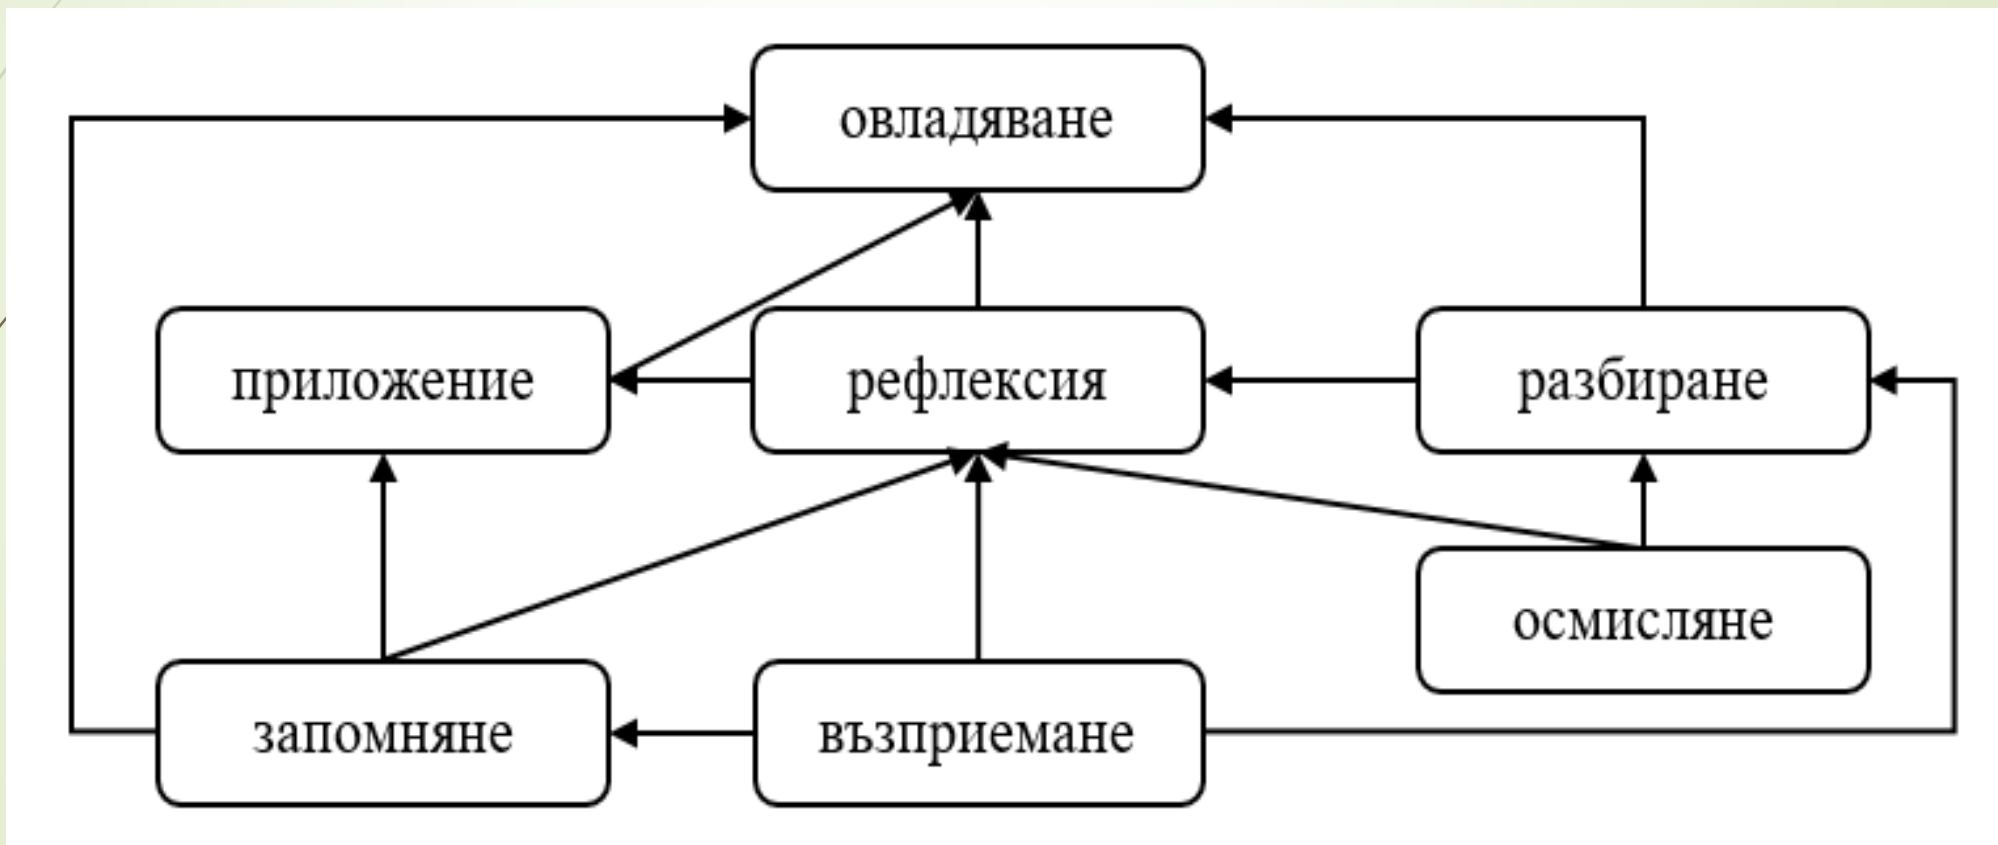 овладяване
приложение
рефлексия
разбиране
осмисляне
запомняне
възприемане